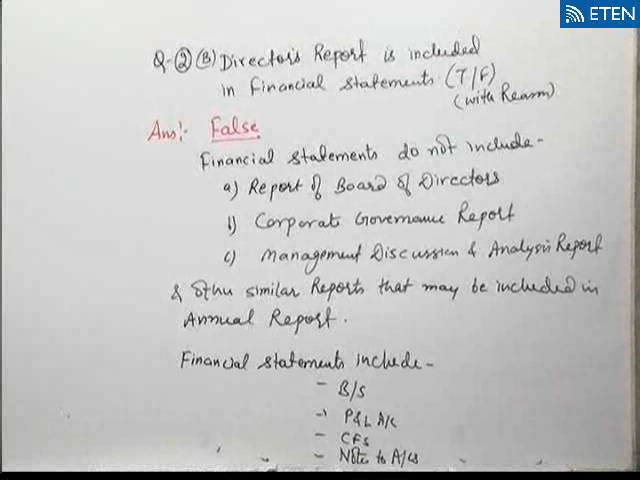 ETEN
Q-② (B) Director's Report is included
in Financial Statements (T/F)
(with Reason)
Ans:- False
Financial Statements do not include-
a) Report of Board of Directors
b) Corporate Governance Report
c) Management Discussion & Analysis Report
& other similar Reports that may be included in
Annual Report.
Financial Statements include-
- B/S
- P&L A/c
- CFS
- Note to A/cs